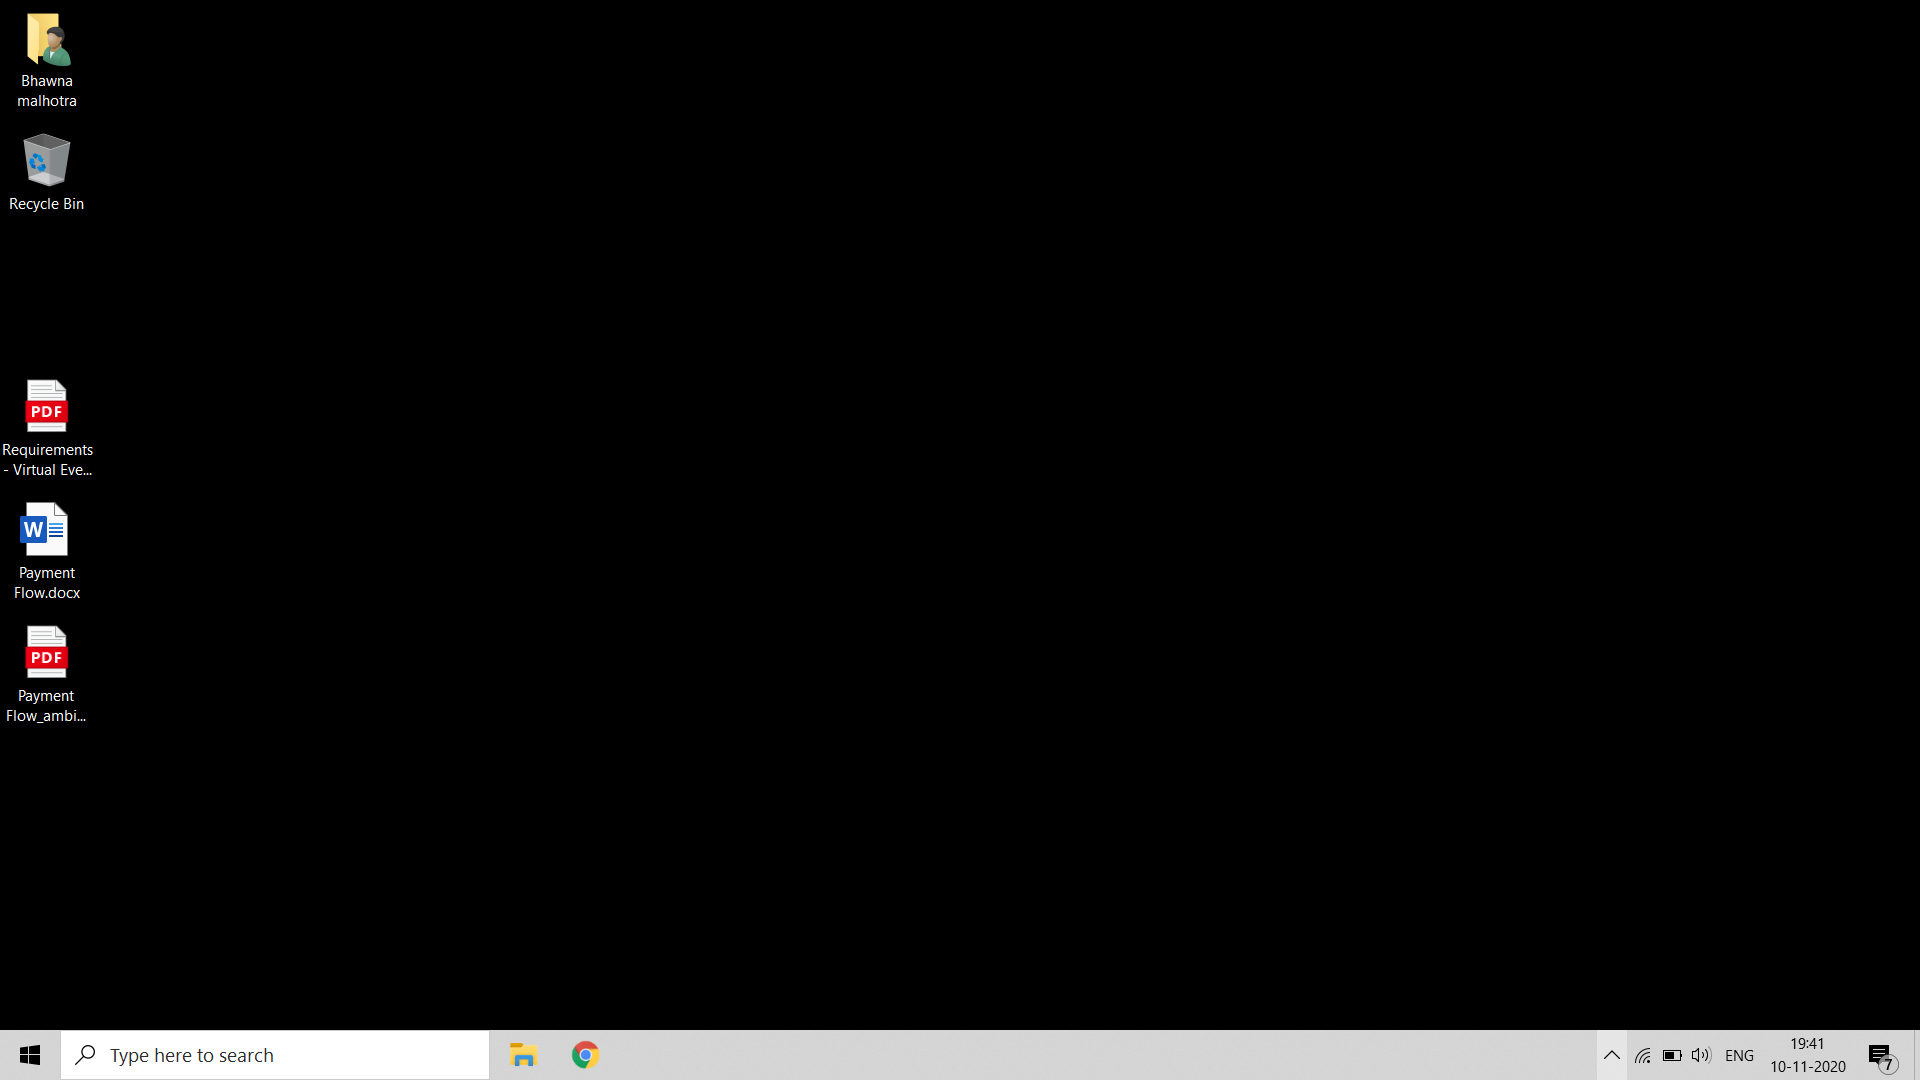 Bhawna
malhotra
Recycle Bin
PDF
Requirements
- Virtual Eve...
W
Payment
Flow.docx
PDF
Payment
Flow_ambi...
Type here to search
ENG
19:41
10-11-2020
7